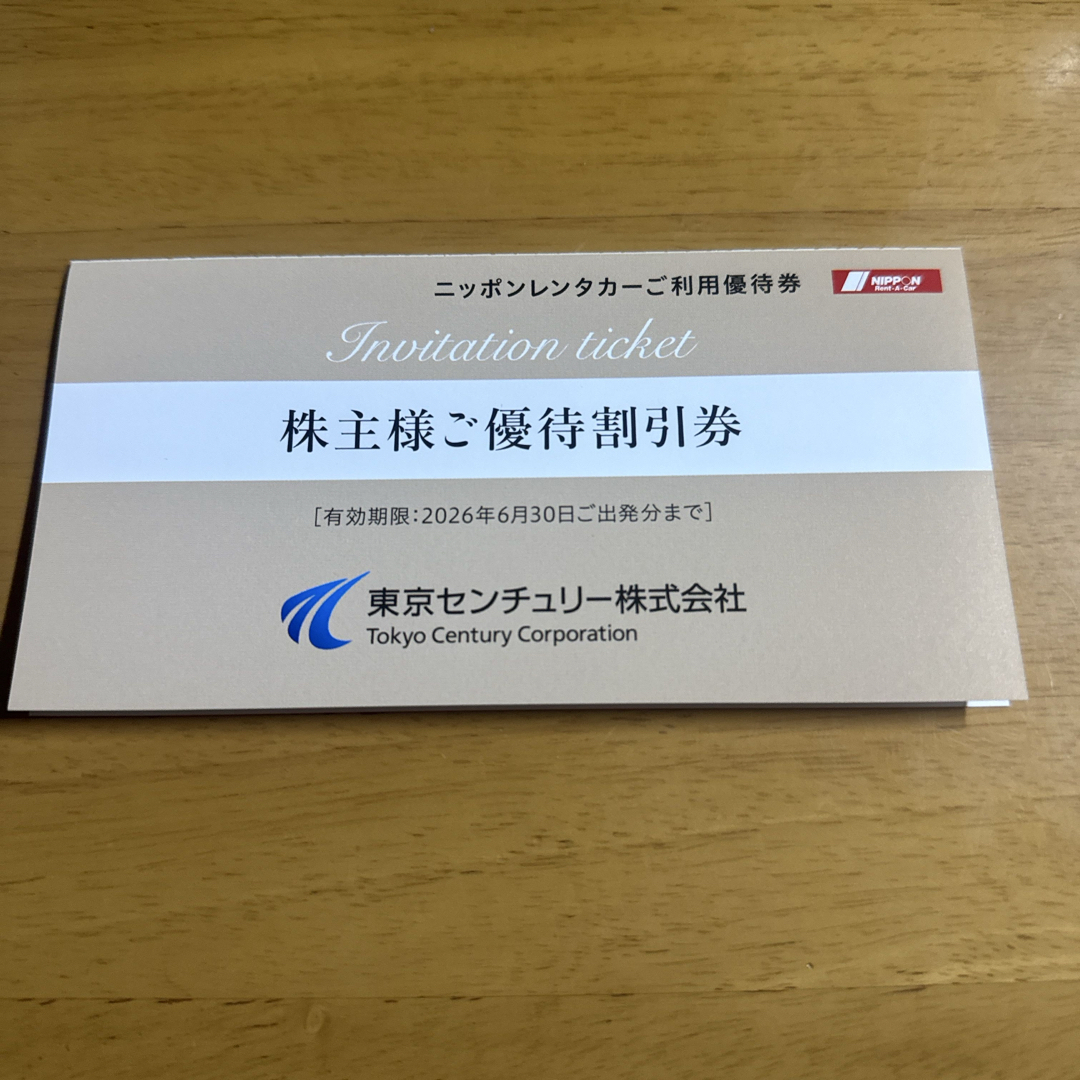 ニッポンレンタカーご利用優待券
NIPPON
Rent-A-Car
Invitation ticket
株主様ご優待割引券
[有効期限:2026年6月30日ご出発分まで]
東京センチュリー株式会社
Tokyo Century Corporation